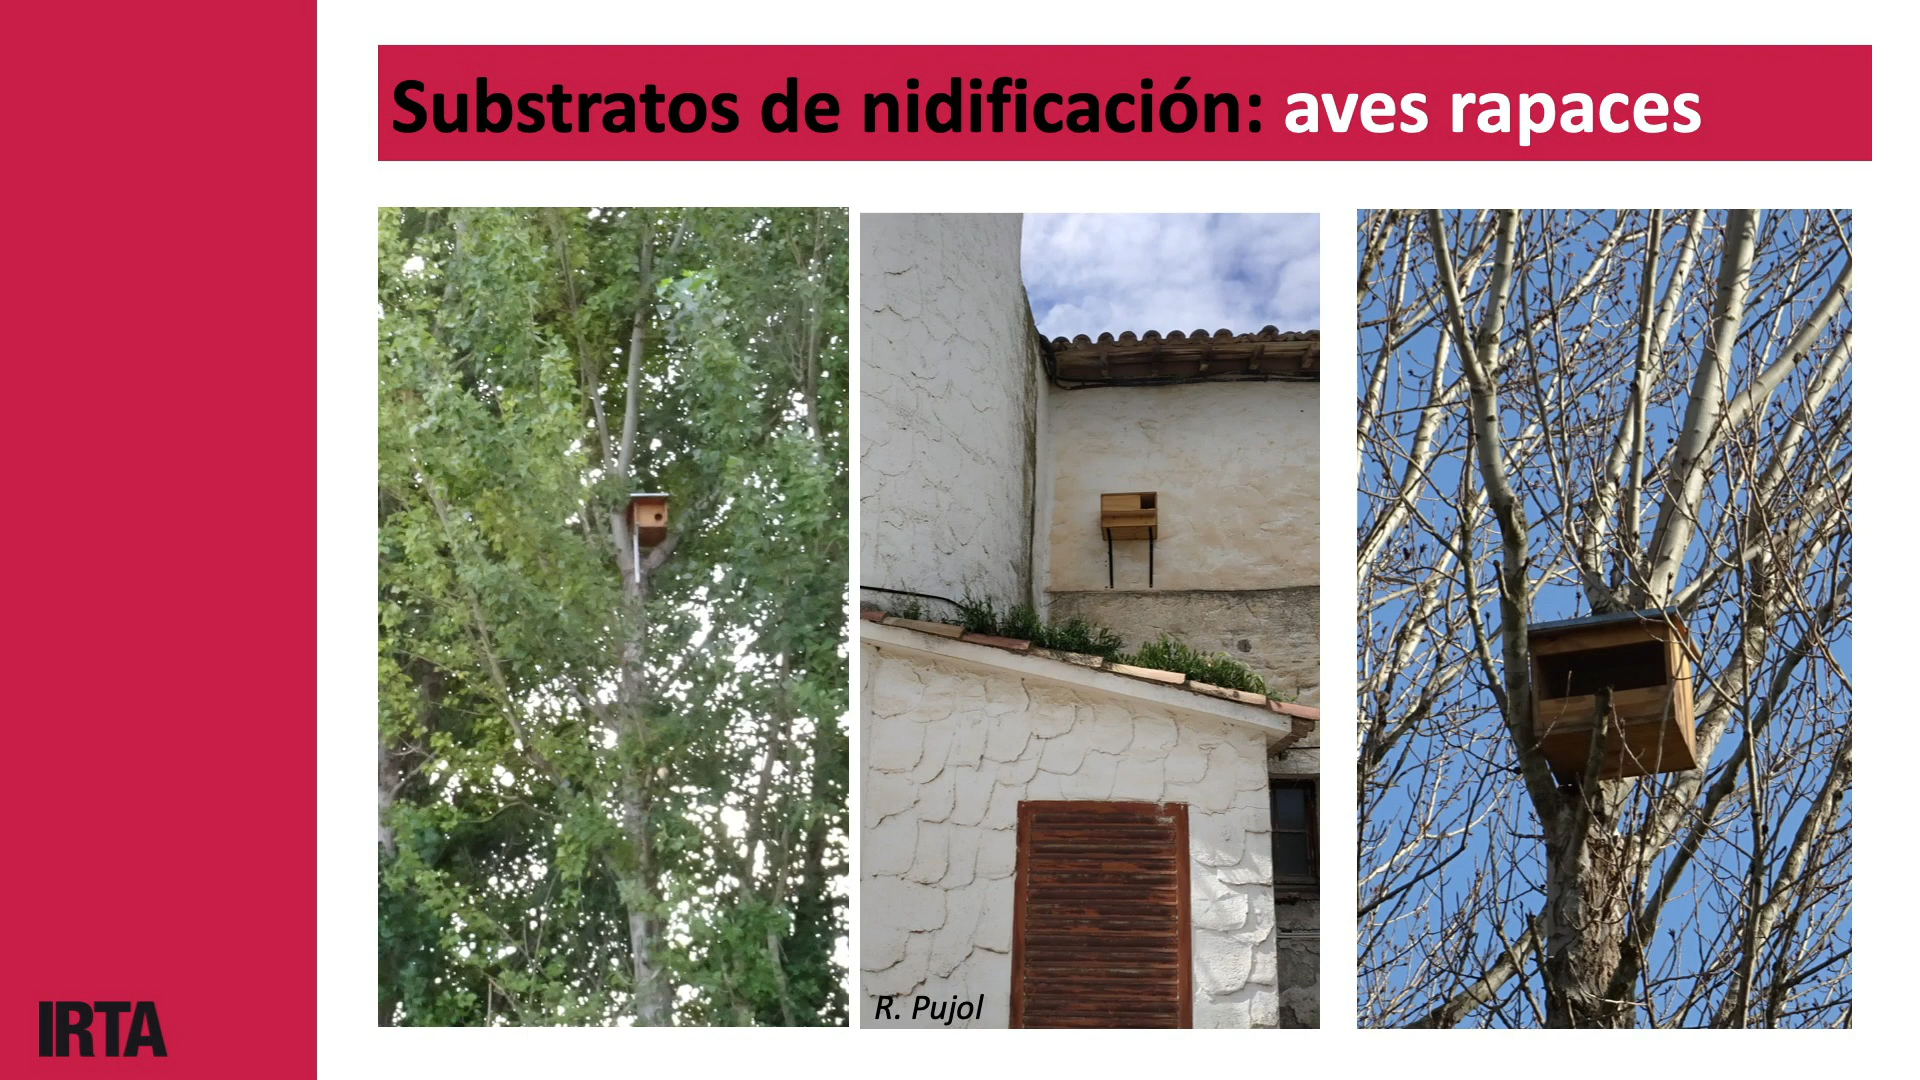 Substratos de nidificación: aves rapaces
R. Pujol
IRTA